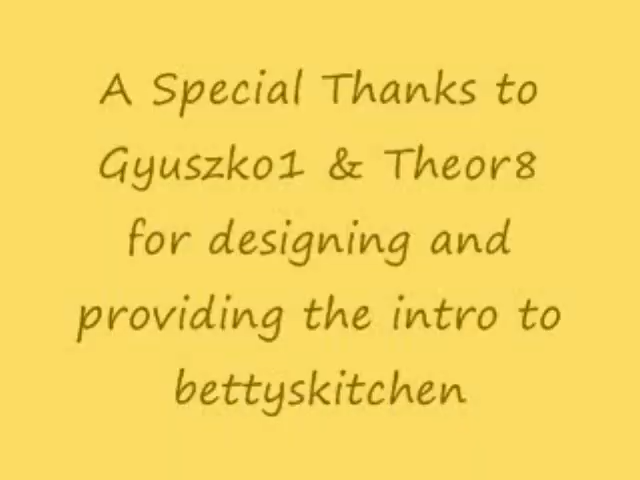 A Special Thanks to
Gyuszko1 & Theor8
for designing and
providing the intro to
bettyskitchen